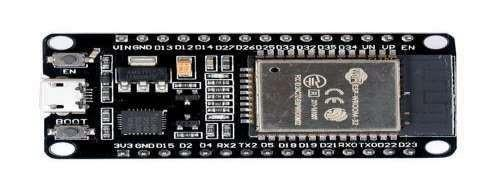 VIN GND D13 D12 D14 D27 D26 D25 D33 D32 D35 D34 VN VP EN
EN
ESP-WROOM-32
BOOT
3V3 GND D15 D2 D4 RX2 TX2 D5 D18 D19 D21 RX0 TX0 D22 D23